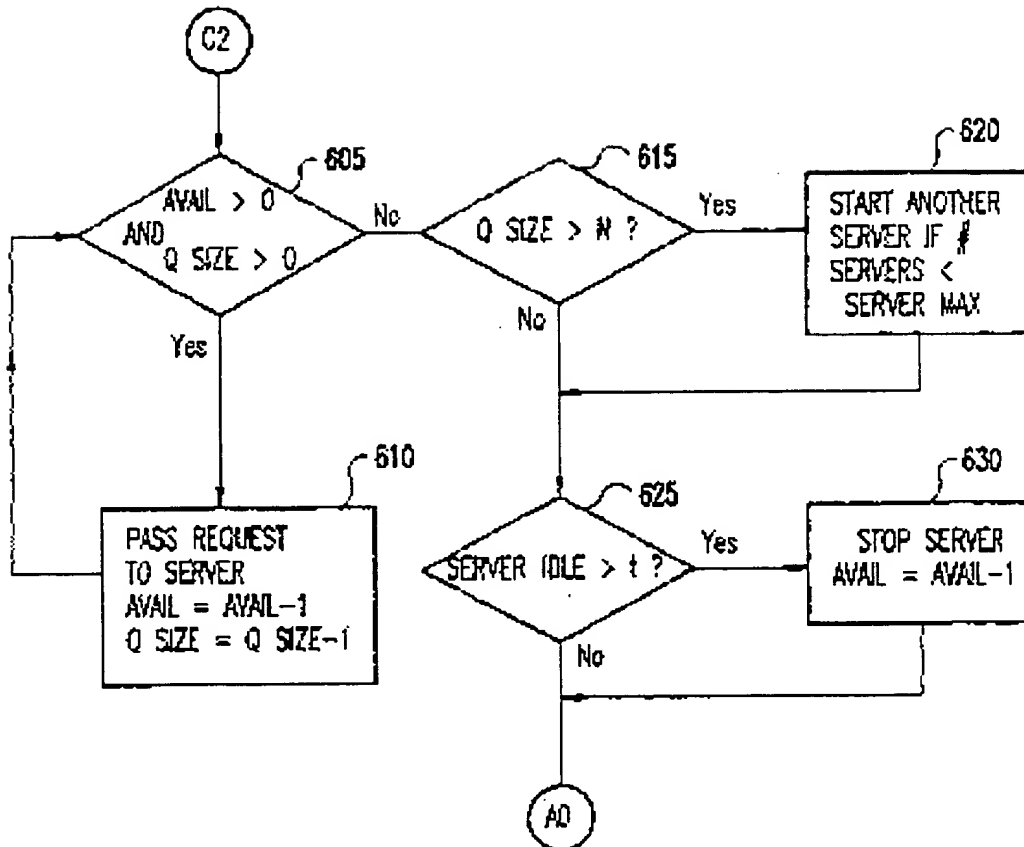 C2
605
AVAIL > 0
AND
Q SIZE > 0
No
Yes
615
Q SIZE > N ?
Yes
No
620
START ANOTHER
SERVER IF #
SERVERS <
SERVER MAX
610
PASS REQUEST
TO SERVER
AVAIL = AVAIL-1
Q SIZE = Q SIZE-1
625
SERVER IDLE > t ?
Yes
No
630
STOP SERVER
AVAIL = AVAIL-1
A0